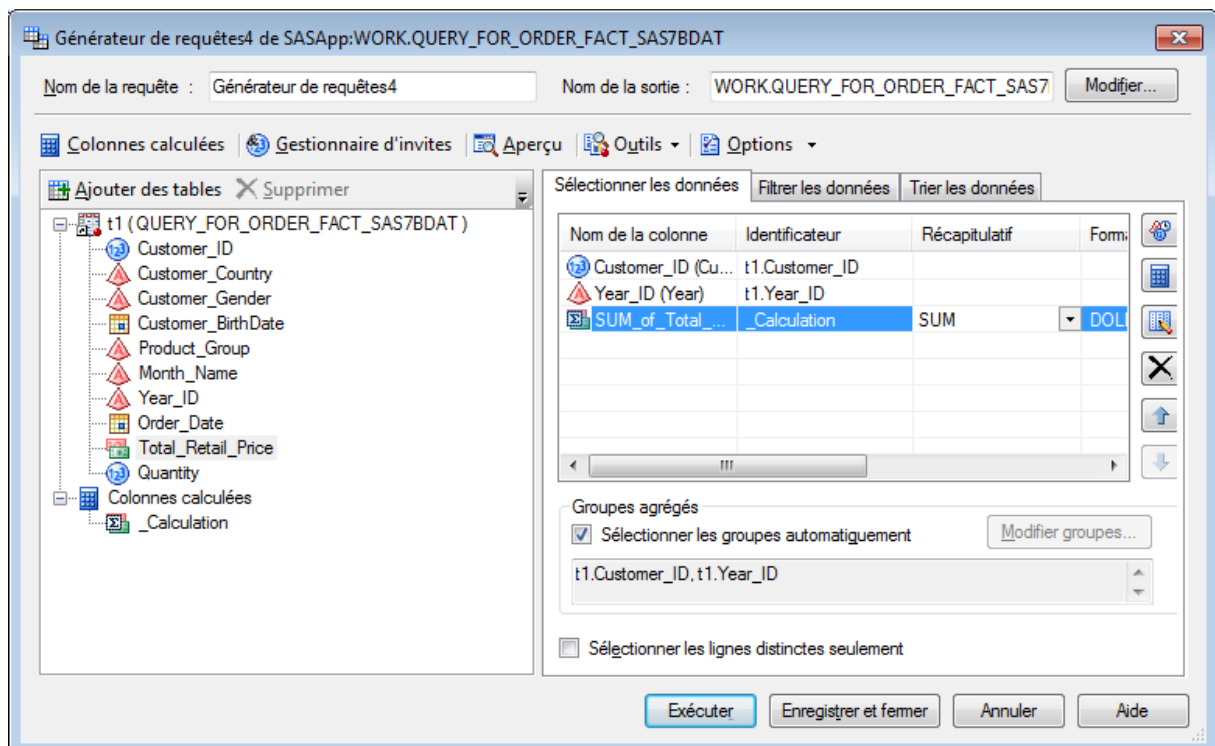 Générateur de requêtes4 de SASApp:WORK.QUERY_FOR_ORDER_FACT_SAS7BDAT
Nom de la requête : Générateur de requêtes4 Nom de la sortie : WORK.QUERY_FOR_ORDER_FACT_SAS7 Modifier...
Colonnes calculées Gestionnaire d'invites Aperçu Outils Options
Ajouter des tables Supprimer
t1 (QUERY_FOR_ORDER_FACT_SAS7BDAT)
Customer_ID
Customer_Country
Customer_Gender
Customer_BirthDate
Product_Group
Month_Name
Year_ID
Order_Date
Total_Retail_Price
Quantity
Colonnes calculées
_Calculation
Sélectionner les données Filtrer les données Trier les données
Nom de la colonne Identificateur Récapitulatif Forma
Customer_ID (Cu... t1.Customer_ID
Year_ID (Year) t1.Year_ID
SUM_of_Total_... _Calculation SUM DOLL
Groupes agrégés
Sélectionner les groupes automatiquement Modifier groupes...
t1.Customer_ID, t1.Year_ID
Sélectionner les lignes distinctes seulement
Exécuter Enregistrer et fermer Annuler Aide